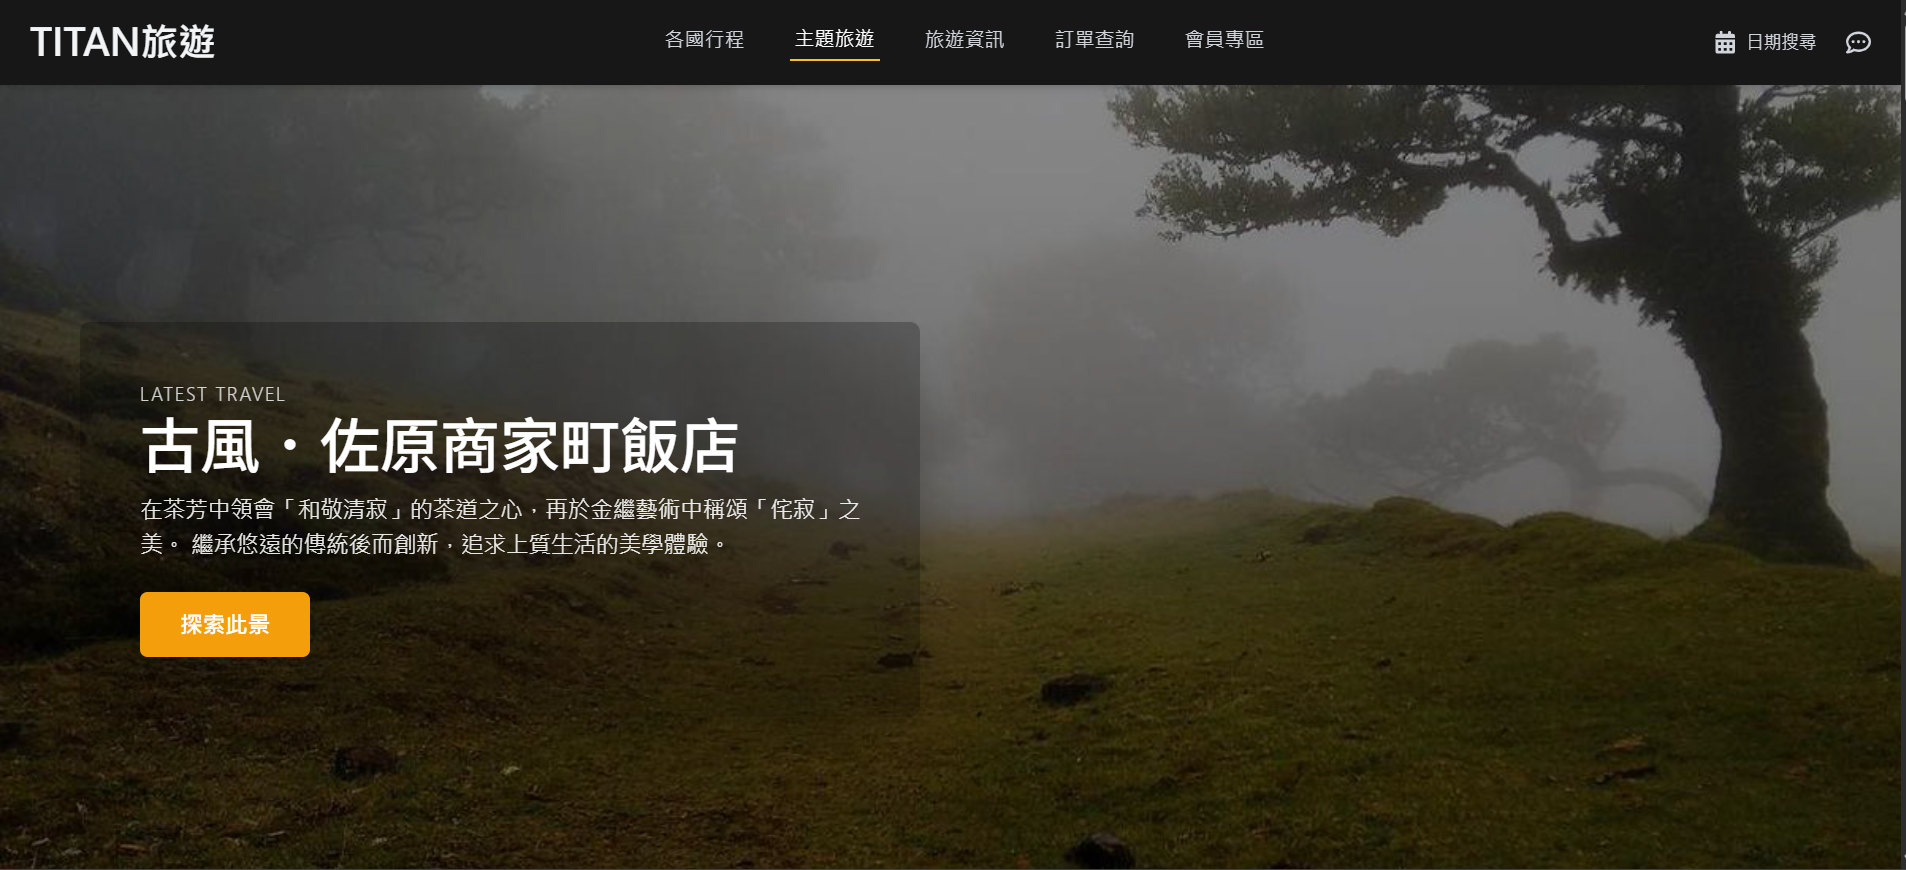 TITAN旅遊
各國行程
主題旅遊
旅遊資訊
訂單查詢
會員專區
日期搜尋
LATEST TRAVEL
古風・佐原商家町飯店
在茶芳中領會「和敬清寂」的茶道之心，再於金繼藝術中稱頌「侘寂」之
美。 繼承悠遠的傳統後而創新，追求上質生活的美學體驗。
探索此景